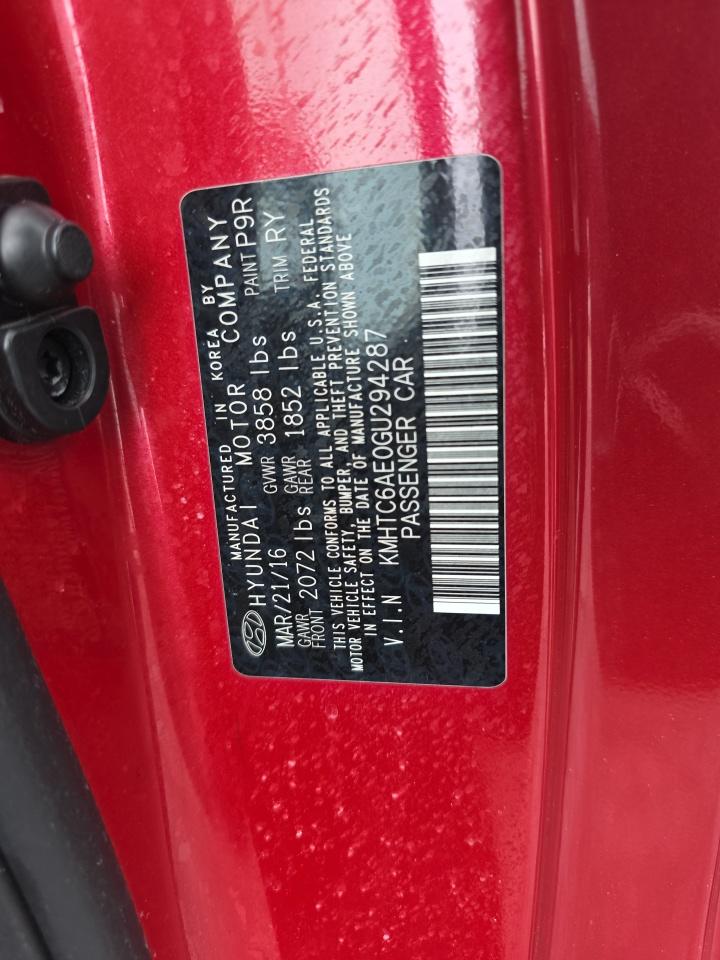 MANUFACTURED IN KOREA BY
HYUNDAI MOTOR COMPANY
MAR/21/16 GVWR 3858 lbs PAINT P9R
GAWR FRONT 2072 lbs GAWR REAR 1852 lbs TRIM RY
THIS VEHICLE CONFORMS TO ALL APPLICABLE U.S.A. FEDERAL
MOTOR VEHICLE SAFETY, BUMPER, AND THEFT PREVENTION STANDARDS
IN EFFECT ON THE DATE OF MANUFACTURE SHOWN ABOVE
V.I.N KMHTC6AE0GU294287
PASSENGER CAR